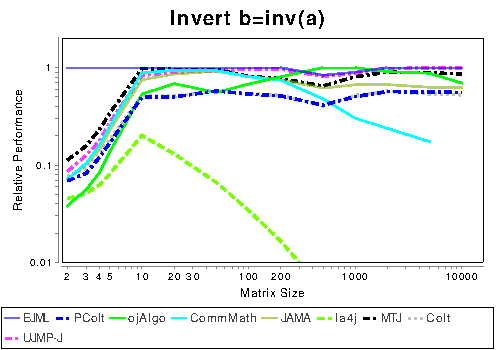 Invert b=inv(a)
1
0.1
0.01
Relative Performance
2 3 4 5 10 20 30 100 200 1000 10000
Matrix Size
EJML PColt ojAlgo CommMath JAMA la4j MTJ Colt
UJMP-J